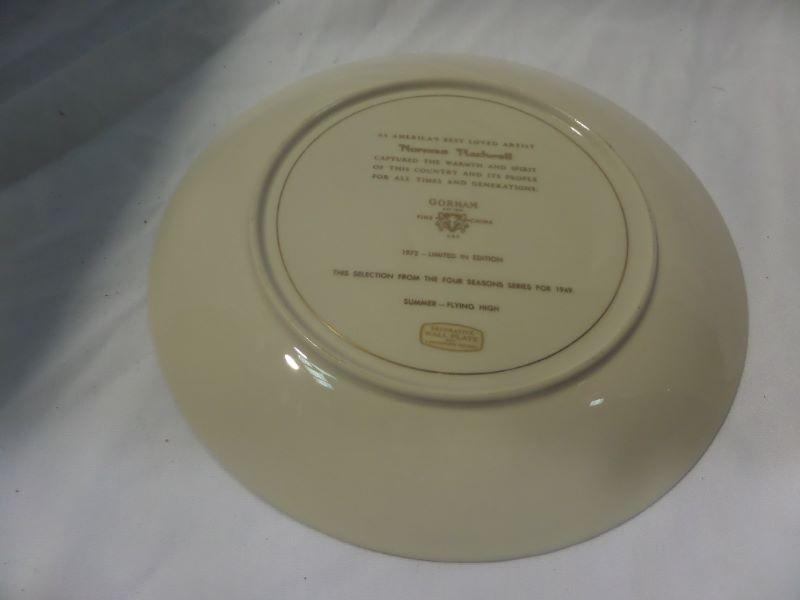 AS AMERICA'S BEST LOVED ARTIST
Norman Rockwell
CAPTURED THE WARMTH AND SPIRIT
OF THIS COUNTRY AND ITS PEOPLE
FOR ALL TIMES AND GENERATIONS.
GORHAM
FINE CHINA
U.S.A.
1972 — LIMITED IN EDITION
THIS SELECTION FROM THE FOUR SEASONS SERIES FOR 1949
SUMMER — FLYING HIGH
DECORATIVE
WALL PLATE